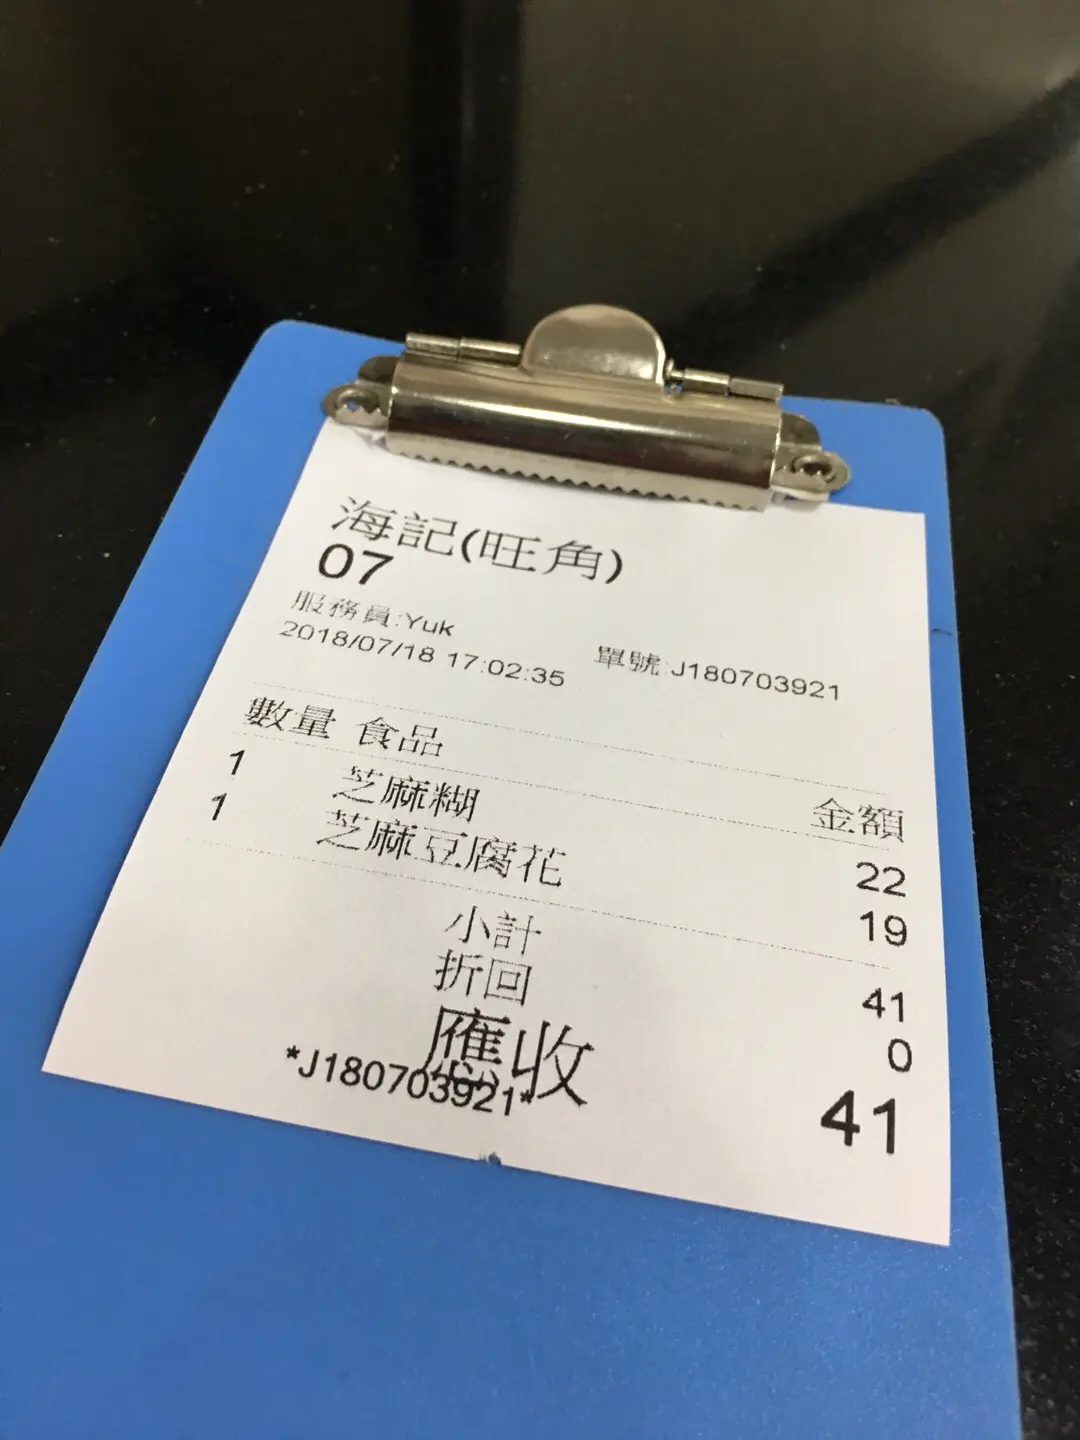 海記(旺角)
07
服務員:Yuk
2018/07/18 17:02:35 單號:J180703921
數量 食品 金額
1 芝麻糊 22
1 芝麻豆腐花 19
小計 41
折回 0
應收 41
*J180703921*